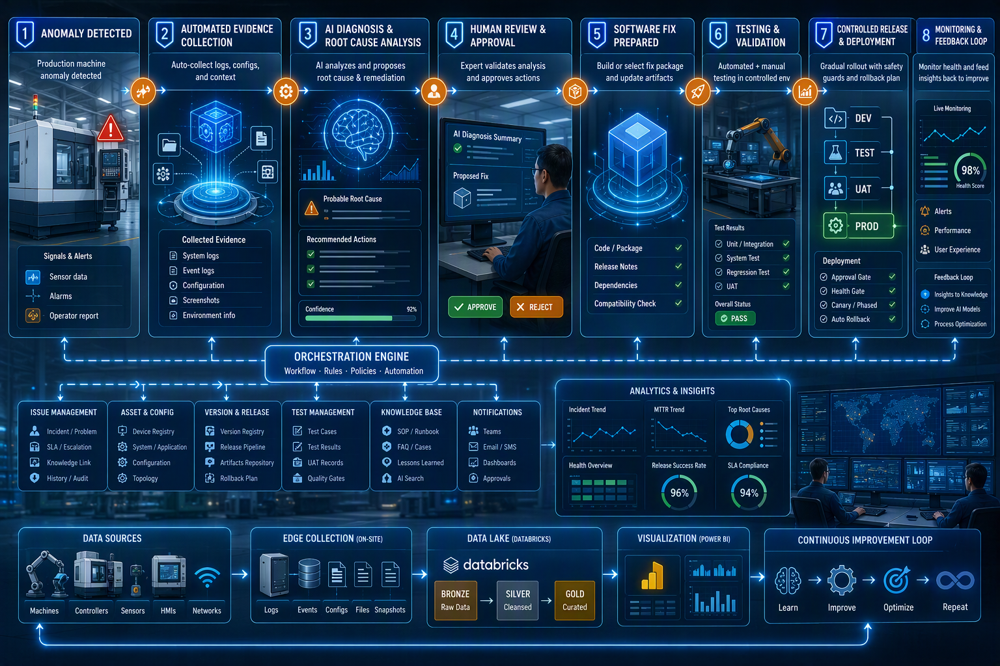 1 ANOMALY DETECTED
Production machine
anomaly detected
Signals & Alerts
Sensor data
Alarms
Operator report
2 AUTOMATED EVIDENCE
COLLECTION
Auto-collect logs, configs,
and context
Collected Evidence
System logs
Event logs
Configuration
Screenshots
Environment info
3 AI DIAGNOSIS &
ROOT CAUSE ANALYSIS
AI analyzes and proposes
root cause & remediation
Probable Root Cause
Recommended Actions
Confidence 92%
4 HUMAN REVIEW &
APPROVAL
Expert validates analysis
and approves actions
AI Diagnosis Summary
Proposed Fix
APPROVE
REJECT
5 SOFTWARE FIX
PREPARED
Build or select fix package
and update artifacts
Code / Package
Release Notes
Dependencies
Compatibility Check
6 TESTING &
VALIDATION
Automated + manual
testing in controlled env
Test Results
Unit / Integration
System Test
Regression Test
UAT
Overall Status
PASS
7 CONTROLLED RELEASE
& DEPLOYMENT
Gradual rollout with safety
guards and rollback plan
DEV
TEST
UAT
PROD
Deployment
Approval Gate
Health Gate
Canary / Phased
Auto Rollback
8 MONITORING &
FEEDBACK LOOP
Monitor health and feed
insights back to improve
Live Monitoring
98%
Health Score
Alerts
Performance
User Experience
Feedback Loop
Insights to Knowledge
Improve AI Models
Process Optimization
ORCHESTRATION ENGINE
Workflow · Rules · Policies · Automation
ISSUE MANAGEMENT
Incident / Problem
SLA / Escalation
Knowledge Link
History / Audit
ASSET & CONFIG
Device Registry
System / Application
Configuration
Topology
VERSION & RELEASE
Version Registry
Release Pipeline
Artifacts Repository
Rollback Plan
TEST MANAGEMENT
Test Cases
Test Results
UAT Records
Quality Gates
KNOWLEDGE BASE
SOP / Runbook
FAQ / Cases
Lessons Learned
AI Search
NOTIFICATIONS
Teams
Email / SMS
Dashboards
Approvals
ANALYTICS & INSIGHTS
Incident Trend
MTTR Trend
Top Root Causes
Health Overview
Release Success Rate
96%
SLA Compliance
94%
DATA SOURCES
Machines
Controllers
Sensors
HMIs
Networks
EDGE COLLECTION (ON-SITE)
Logs
Events
Configs
Files
Snapshots
DATA LAKE (DATABRICKS)
databricks
BRONZE
Raw Data
SILVER
Cleansed
GOLD
Curated
VISUALIZATION (POWER BI)
CONTINUOUS IMPROVEMENT LOOP
Learn
Improve
Optimize
Repeat